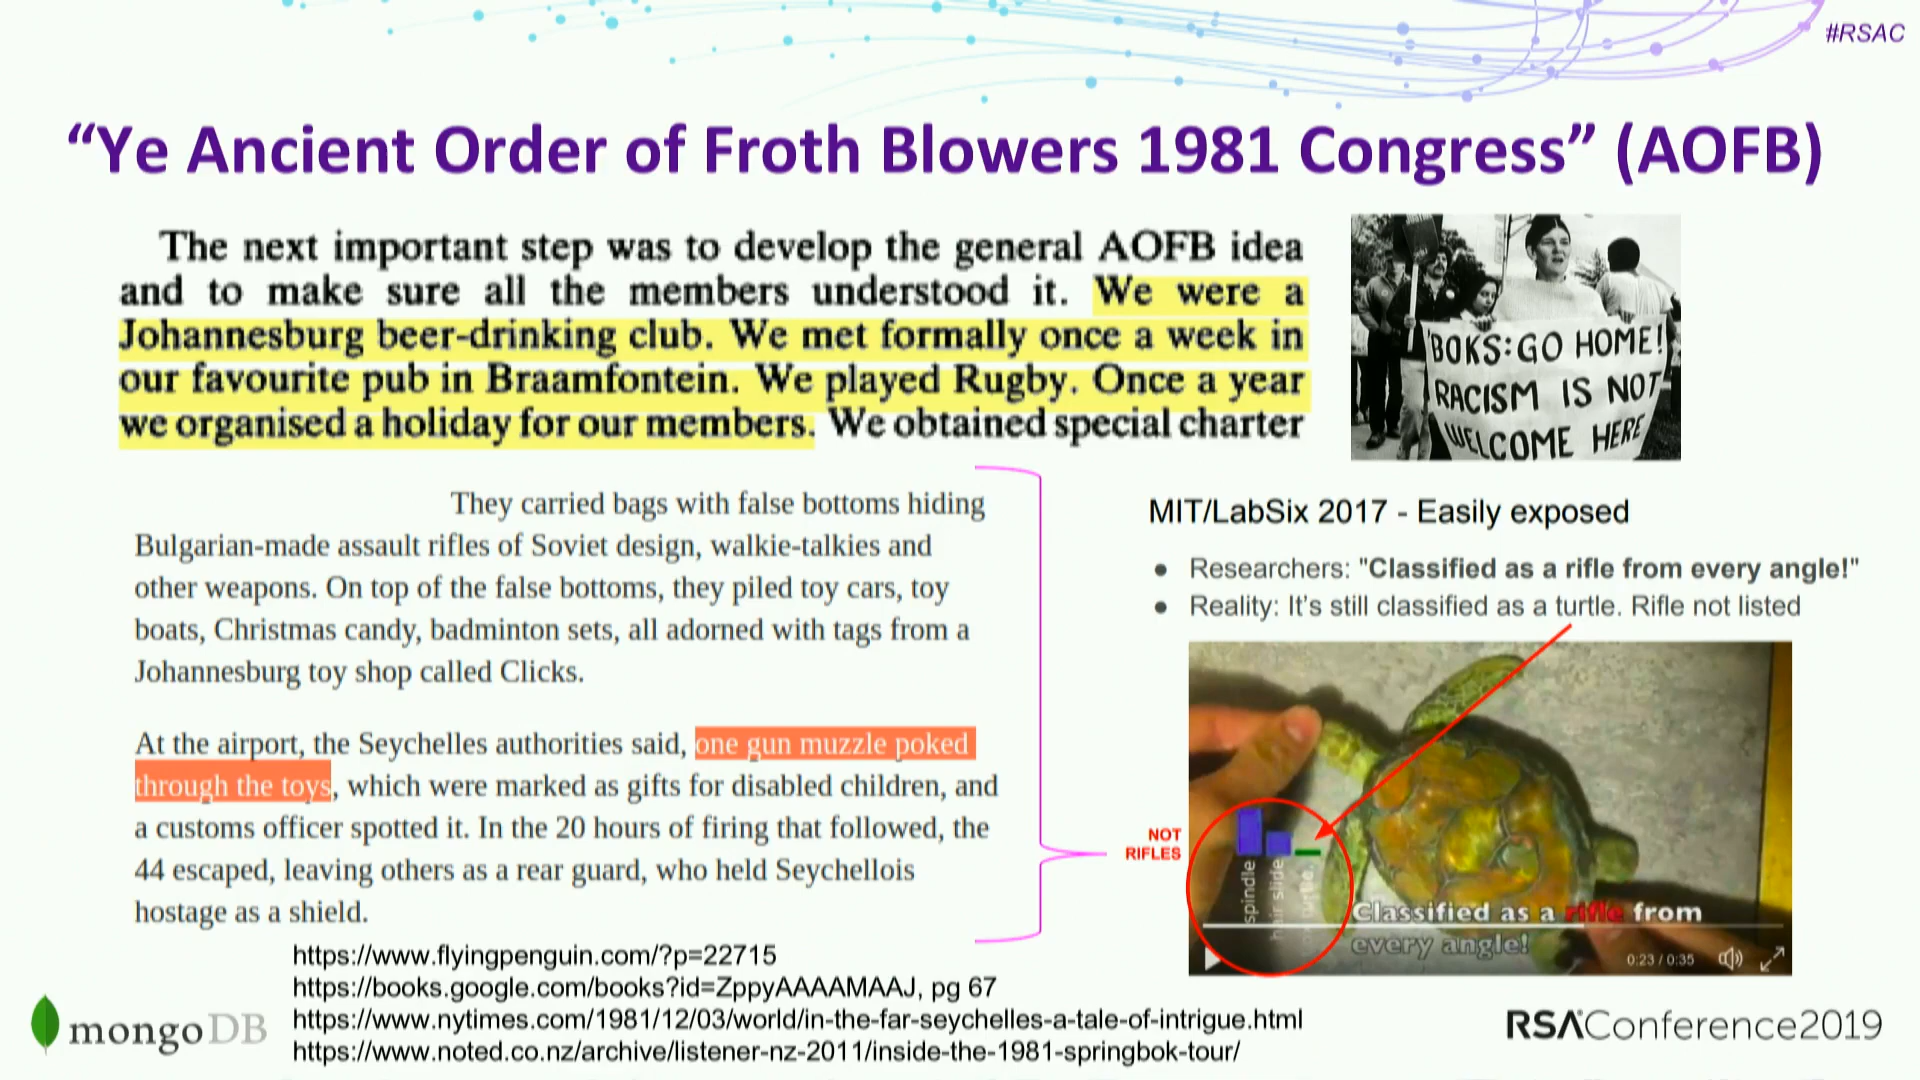 #RSAC
“Ye Ancient Order of Froth Blowers 1981 Congress” (AOFB)
The next important step was to develop the general AOFB idea
and to make sure all the members understood it. We were a
Johannesburg beer-drinking club. We met formally once a week in
our favourite pub in Braamfontein. We played Rugby. Once a year
we organised a holiday for our members. We obtained special charter
'BOKS: GO HOME!
RACISM IS NOT
WELCOME HERE
They carried bags with false bottoms hiding
Bulgarian-made assault rifles of Soviet design, walkie-talkies and
other weapons. On top of the false bottoms, they piled toy cars, toy
boats, Christmas candy, badminton sets, all adorned with tags from a
Johannesburg toy shop called Clicks.
At the airport, the Seychelles authorities said, one gun muzzle poked
through the toys, which were marked as gifts for disabled children, and
a customs officer spotted it. In the 20 hours of firing that followed, the
44 escaped, leaving others as a rear guard, who held Seychellois
hostage as a shield.
MIT/LabSix 2017 - Easily exposed
● Researchers: "Classified as a rifle from every angle!"
● Reality: It’s still classified as a turtle. Rifle not listed
NOT
RIFLES
spindle
hair slide
turtle
Classified as a rifle from
every angle!
0:23 / 0:35
https://www.flyingpenguin.com/?p=22715
https://books.google.com/books?id=ZppyAAAAMAAJ, pg 67
https://www.nytimes.com/1981/12/03/world/in-the-far-seychelles-a-tale-of-intrigue.html
https://www.noted.co.nz/archive/listener-nz-2011/inside-the-1981-springbok-tour/
mongoDB
RSAConference2019